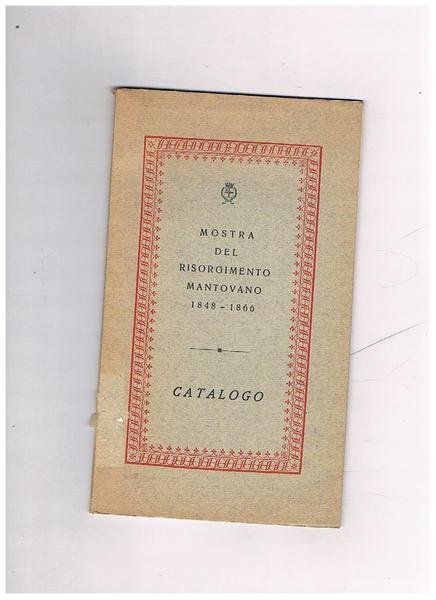 MOSTRA
DEL
RISORGIMENTO
MANTOVANO
1848 - 1866
CATALOGO